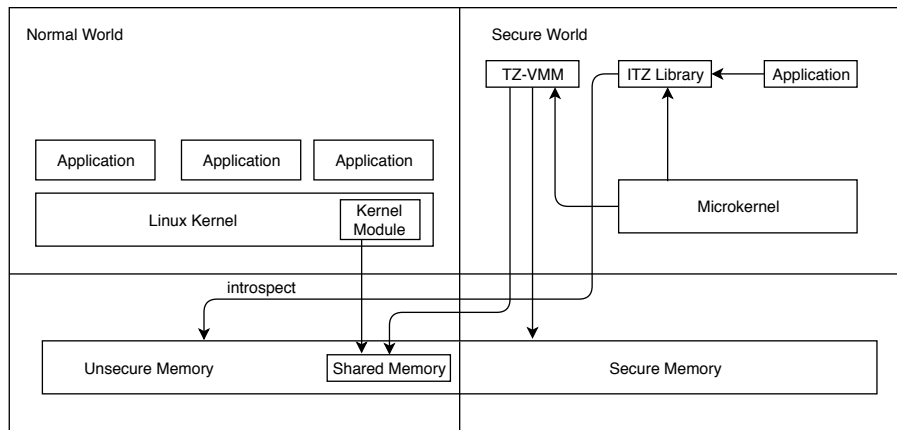 Normal World
Secure World
TZ-VMM
ITZ Library
Application
Application
Application
Application
Linux Kernel
Kernel
Module
Microkernel
introspect
Unsecure Memory
Shared Memory
Secure Memory